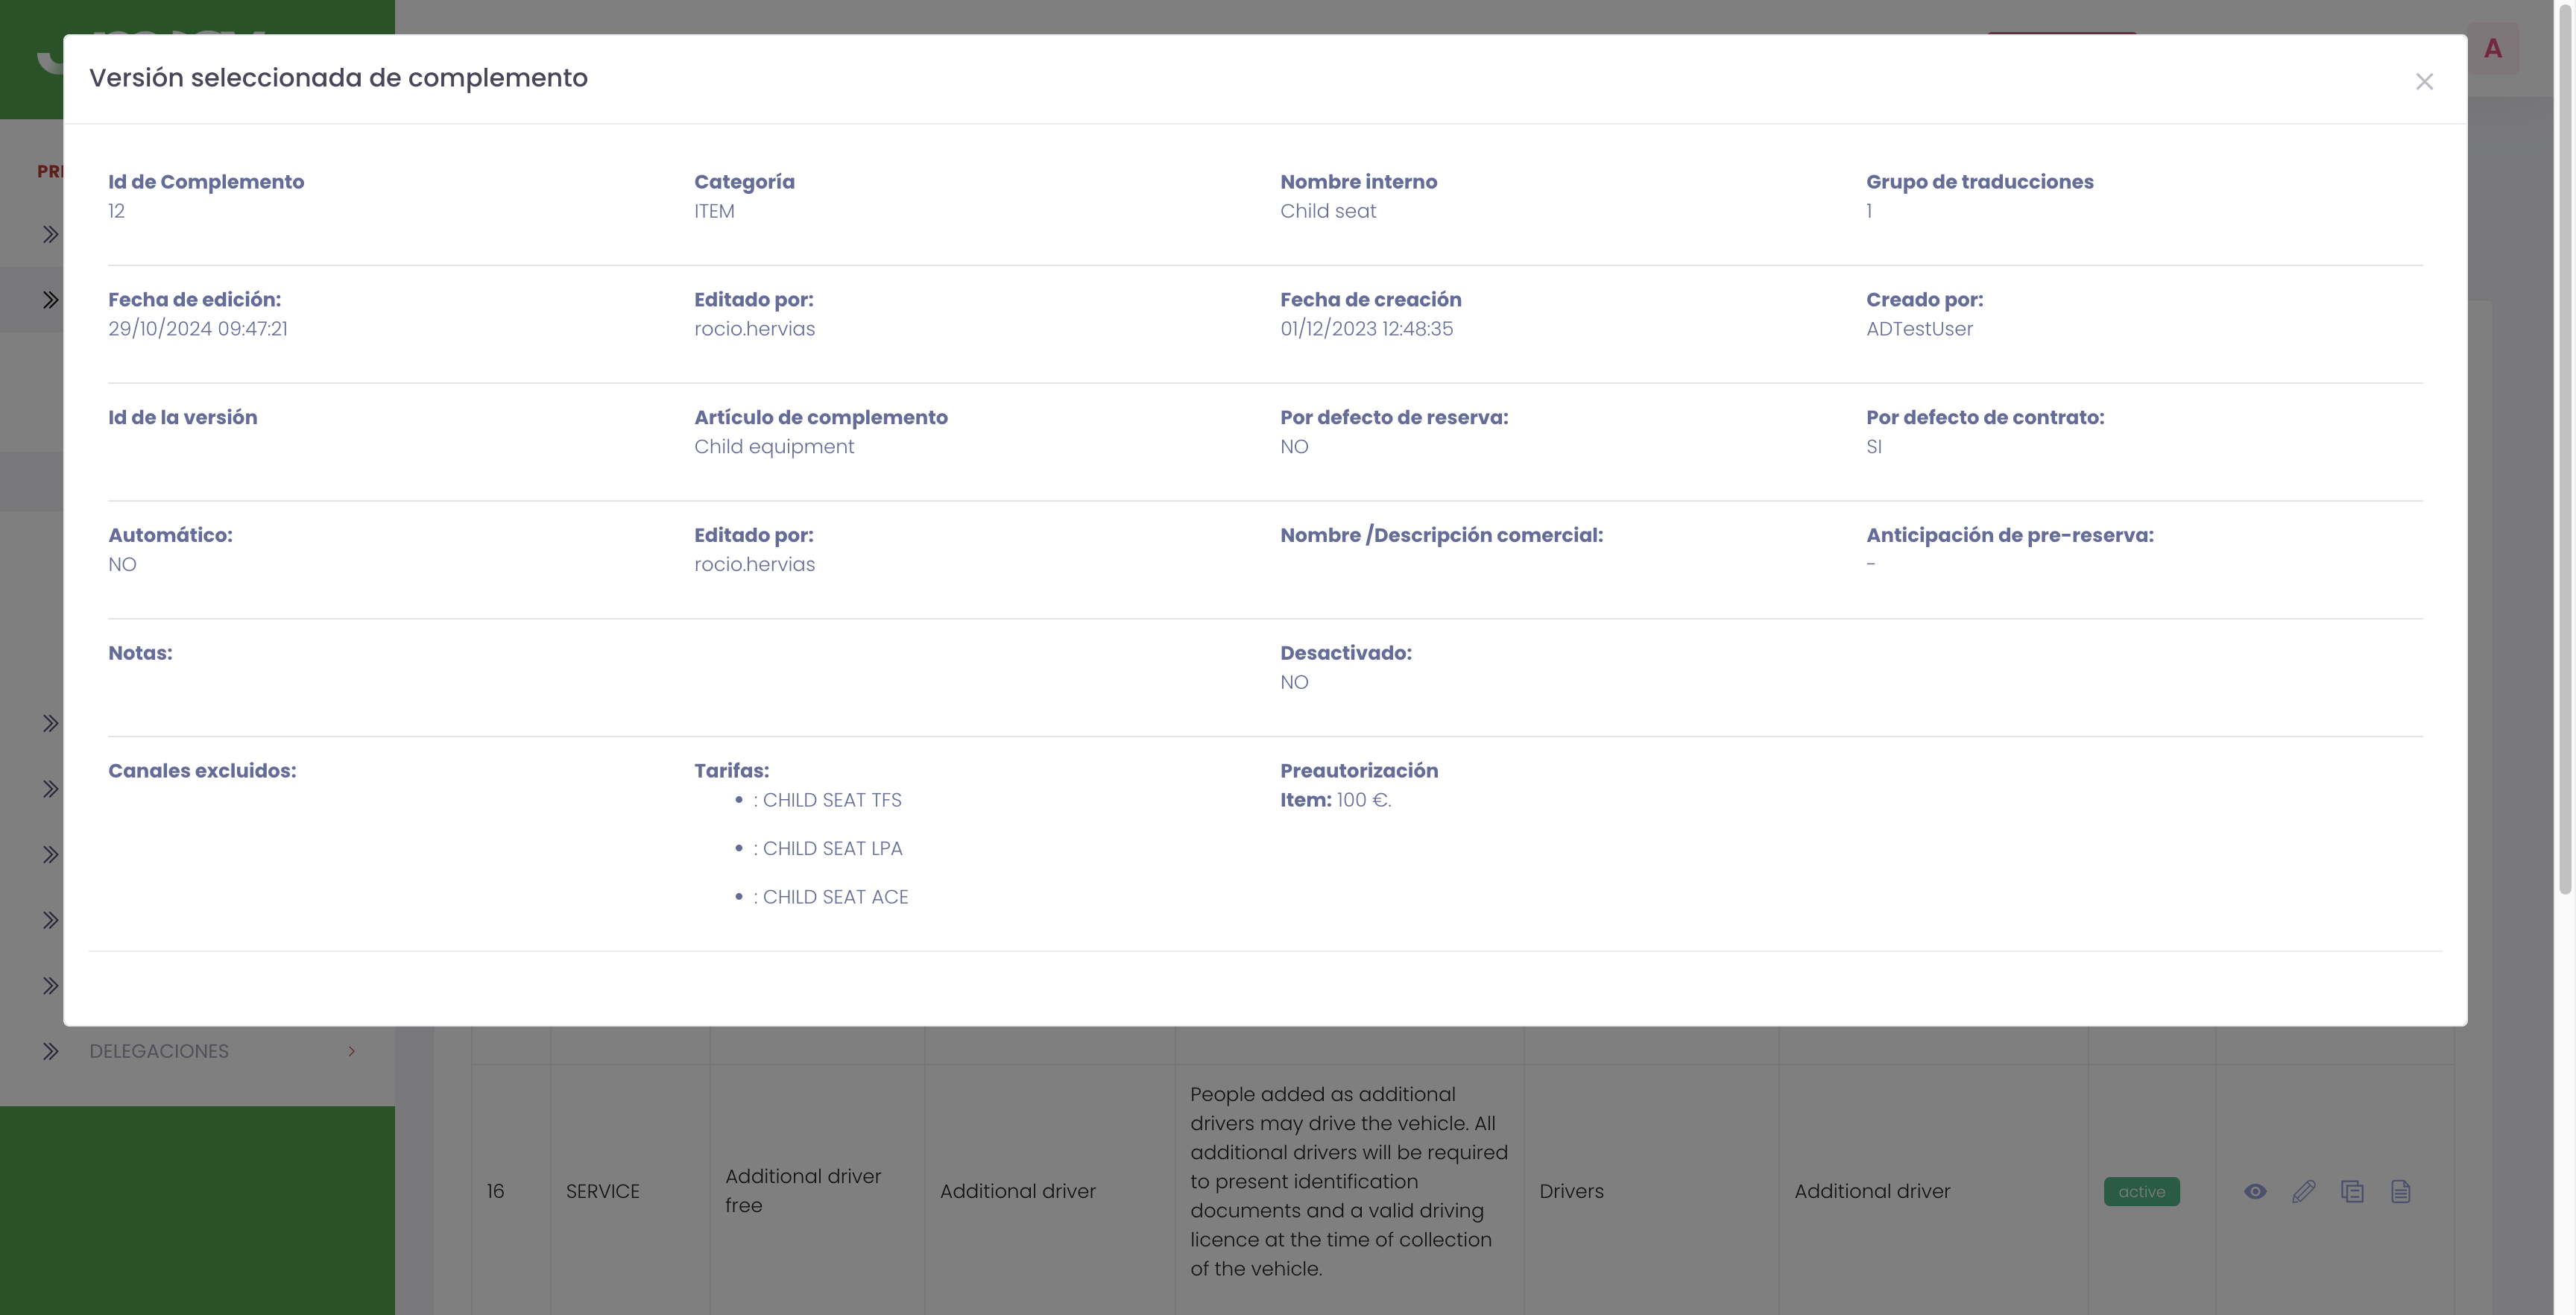 A
Versión seleccionada de complemento
Id de Complemento
12
Categoría
ITEM
Nombre interno
Child seat
Grupo de traducciones
1
Fecha de edición:
29/10/2024 09:47:21
Editado por:
rocio.hervias
Fecha de creación
01/12/2023 12:48:35
Creado por:
ADTestUser
Id de la versión
Artículo de complemento
Child equipment
Por defecto de reserva:
NO
Por defecto de contrato:
SI
Automático:
NO
Editado por:
rocio.hervias
Nombre /Descripción comercial:
Anticipación de pre-reserva:
-
Notas:
Desactivado:
NO
Canales excluidos:
Tarifas:
• : CHILD SEAT TFS
• : CHILD SEAT LPA
• : CHILD SEAT ACE
Preautorización
Item: 100 €.
DELEGACIONES
16
SERVICE
Additional driver
free
Additional driver
People added as additional
drivers may drive the vehicle. All
additional drivers will be required
to present identification
documents and a valid driving
licence at the time of collection
of the vehicle.
Drivers
Additional driver
active